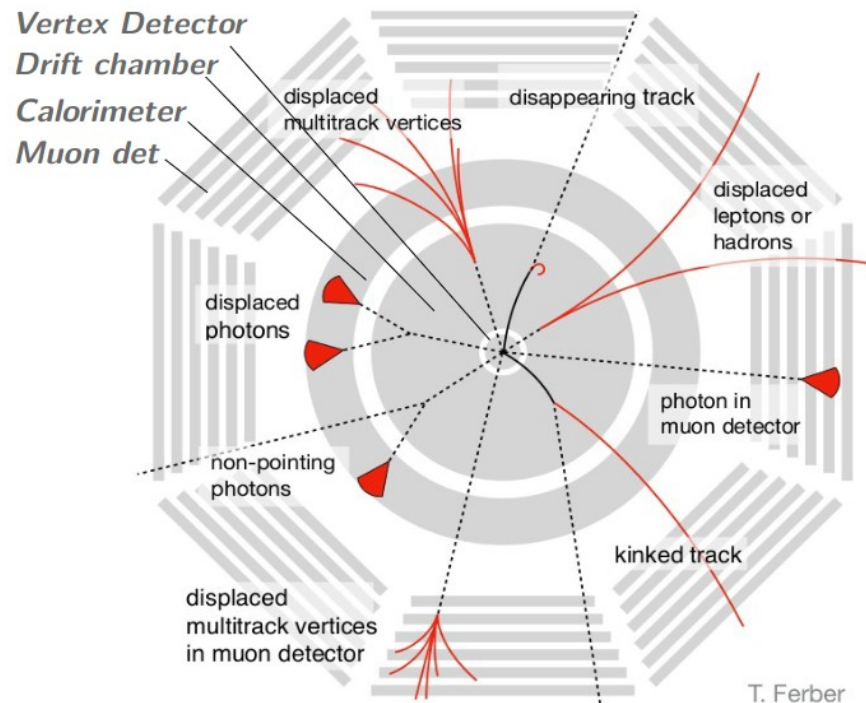 Vertex Detector
Drift chamber
Calorimeter
Muon det
displaced
multitrack vertices
disappearing track
displaced
leptons or
hadrons
displaced
photons
photon in
muon detector
non-pointing
photons
kinked track
displaced
multitrack vertices
in muon detector
T. Ferber